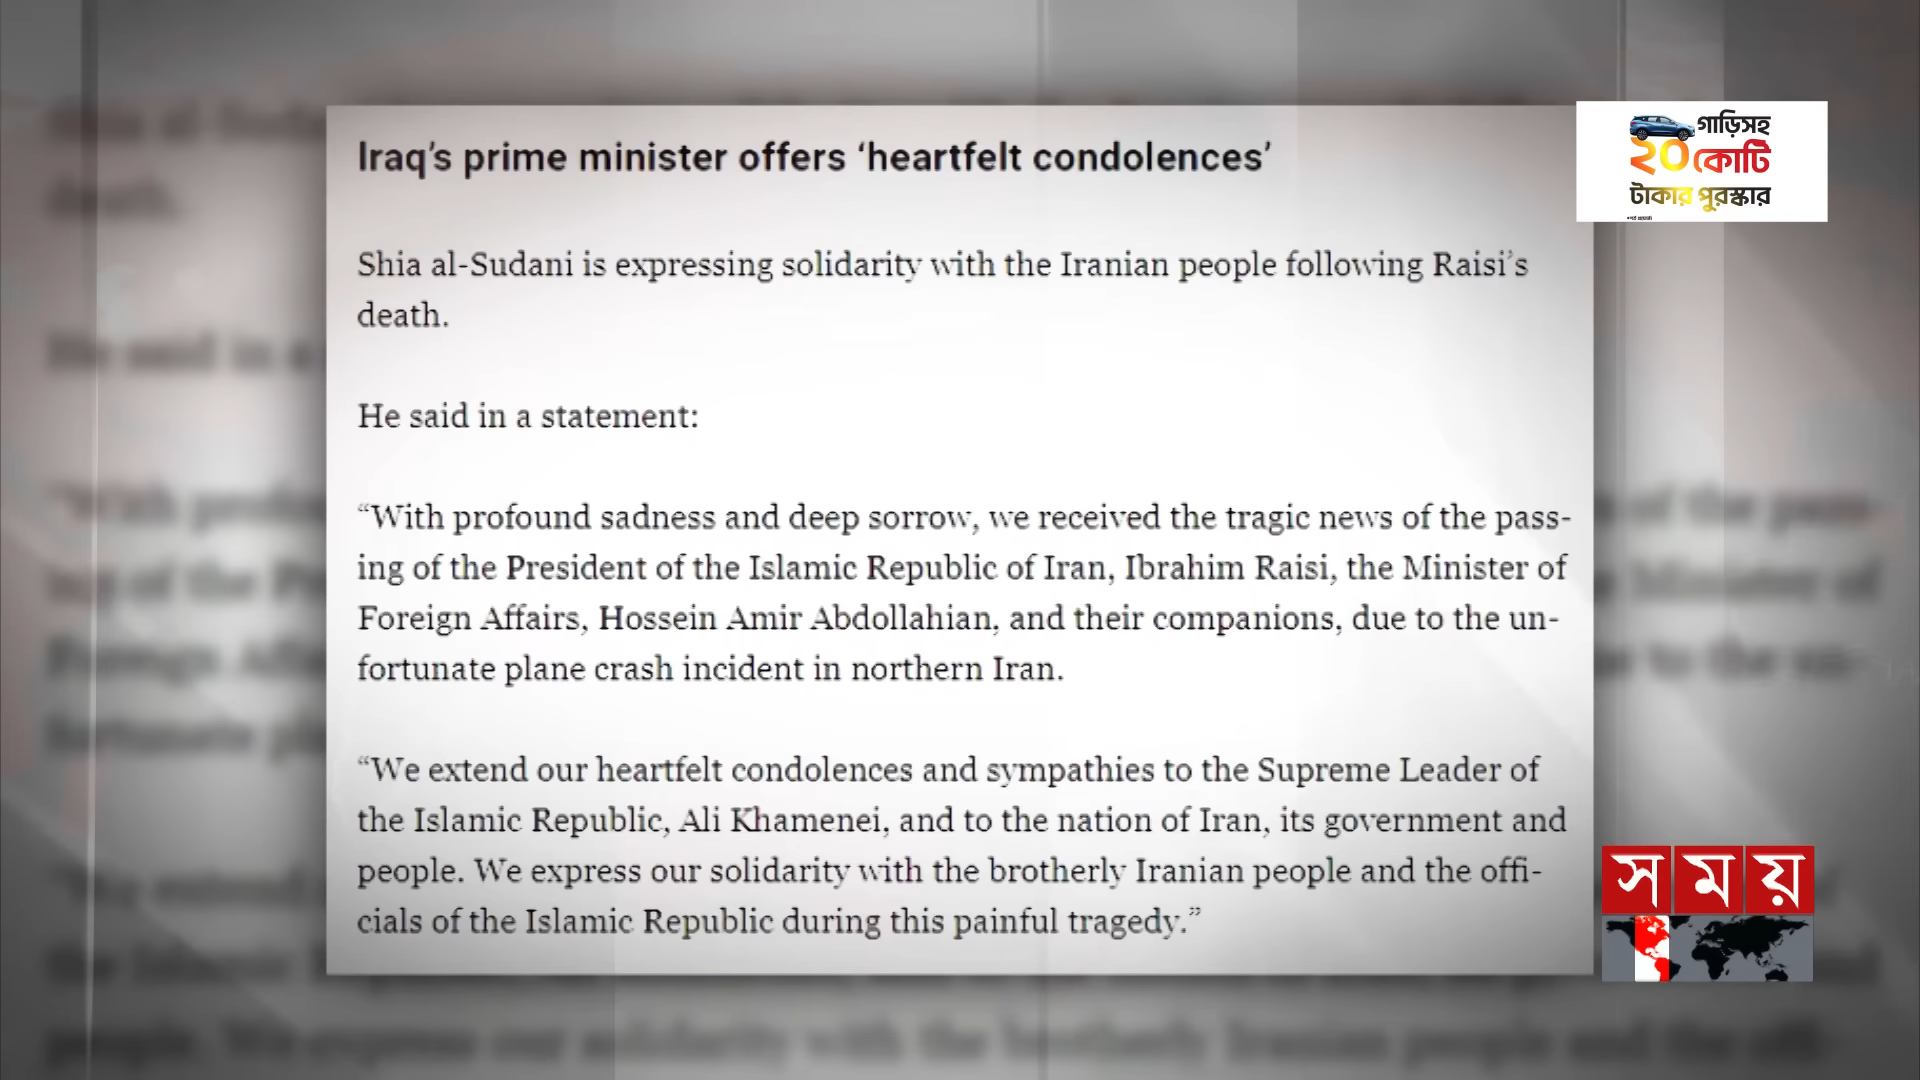 Iraq’s prime minister offers ‘heartfelt condolences’
Shia al-Sudani is expressing solidarity with the Iranian people following Raisi’s
death.
He said in a statement:
“With profound sadness and deep sorrow, we received the tragic news of the pass-
ing of the President of the Islamic Republic of Iran, Ibrahim Raisi, the Minister of
Foreign Affairs, Hossein Amir Abdollahian, and their companions, due to the un-
fortunate plane crash incident in northern Iran.
“We extend our heartfelt condolences and sympathies to the Supreme Leader of
the Islamic Republic, Ali Khamenei, and to the nation of Iran, its government and
people. We express our solidarity with the brotherly Iranian people and the offi-
cials of the Islamic Republic during this painful tragedy.”
গাড়িসহ
২০ কোটি
টাকার পুরস্কার
সময়